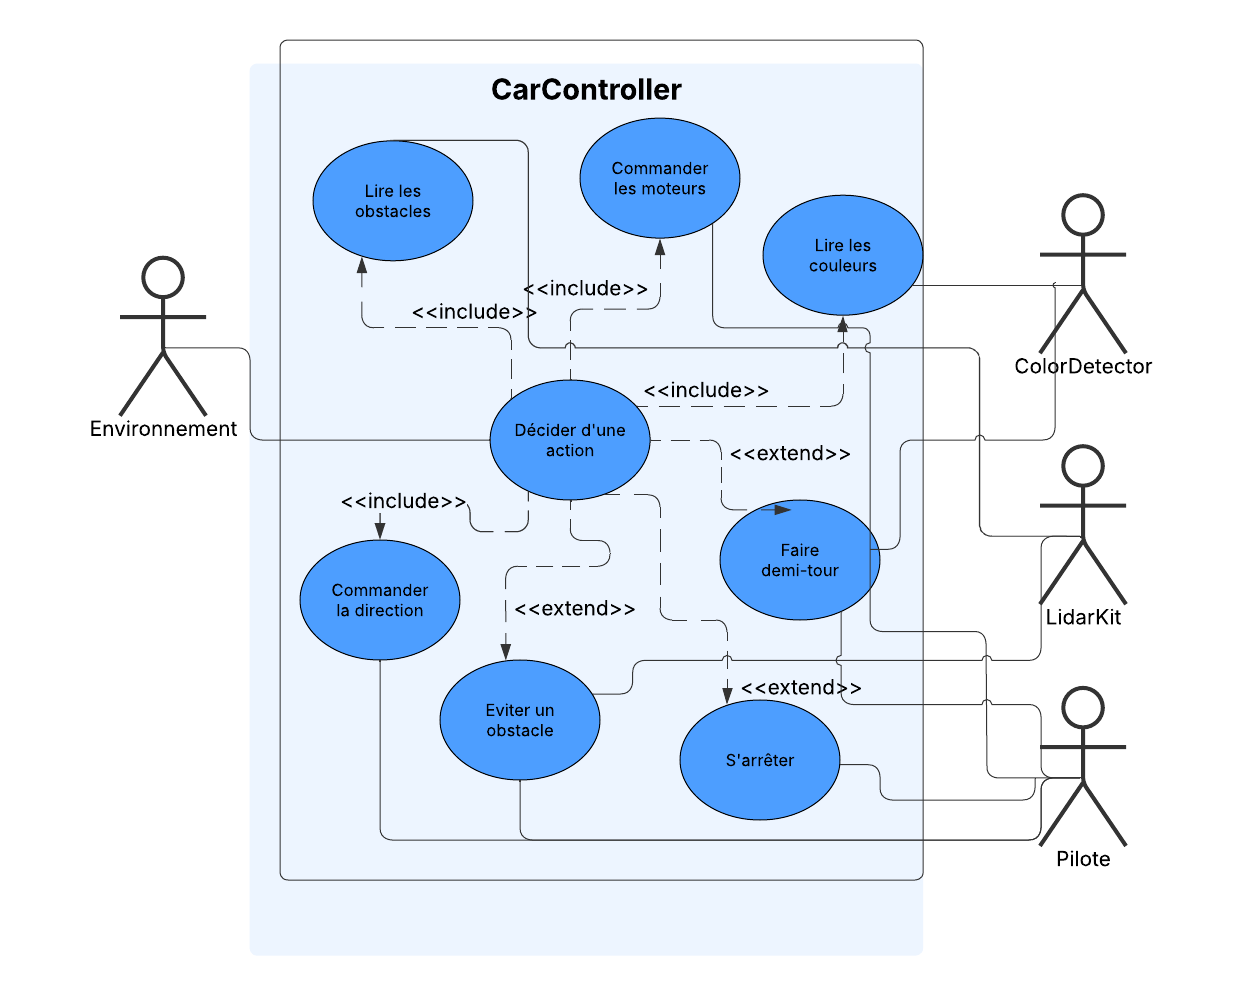 CarController
Commander
les moteurs
Lire les
obstacles
Lire les
couleurs
<<include>>
<<include>>
ColorDetector
<<include>>
Environnement
Décider d'une
action
<<extend>>
<<include>>
Faire
demi-tour
Commander
la direction
<<extend>>
LidarKit
<<extend>>
Eviter un
obstacle
S'arrêter
Pilote